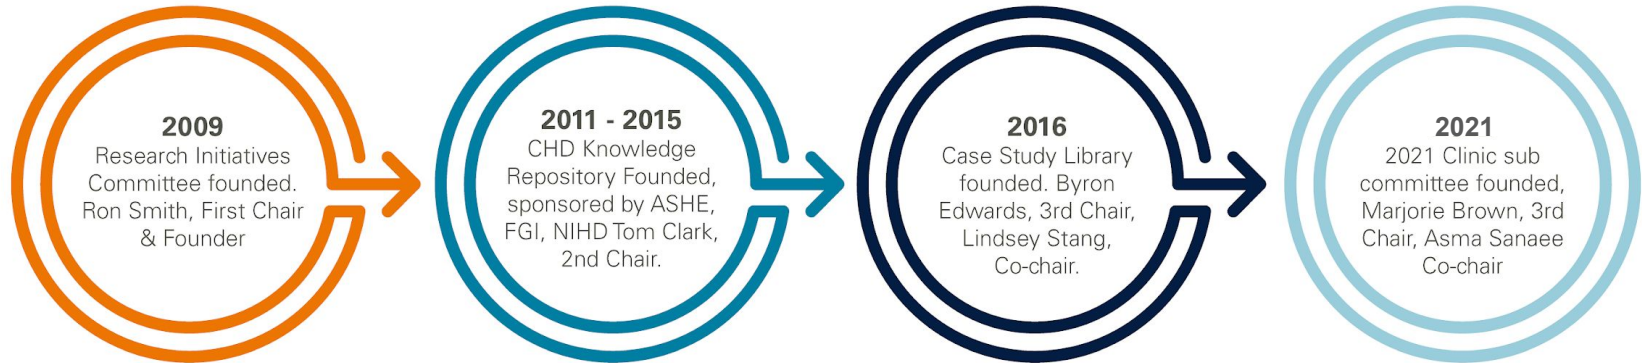 2009
Research Initiatives
Committee founded.
Ron Smith, First Chair
& Founder
2011 - 2015
CHD Knowledge
Repository Founded,
sponsored by ASHE,
FGI, NIHD Tom Clark,
2nd Chair.
2016
Case Study Library
founded. Byron
Edwards, 3rd Chair,
Lindsey Stang,
Co-chair.
2021
2021 Clinic sub
committee founded,
Marjorie Brown, 3rd
Chair, Asma Sanaee
Co-chair